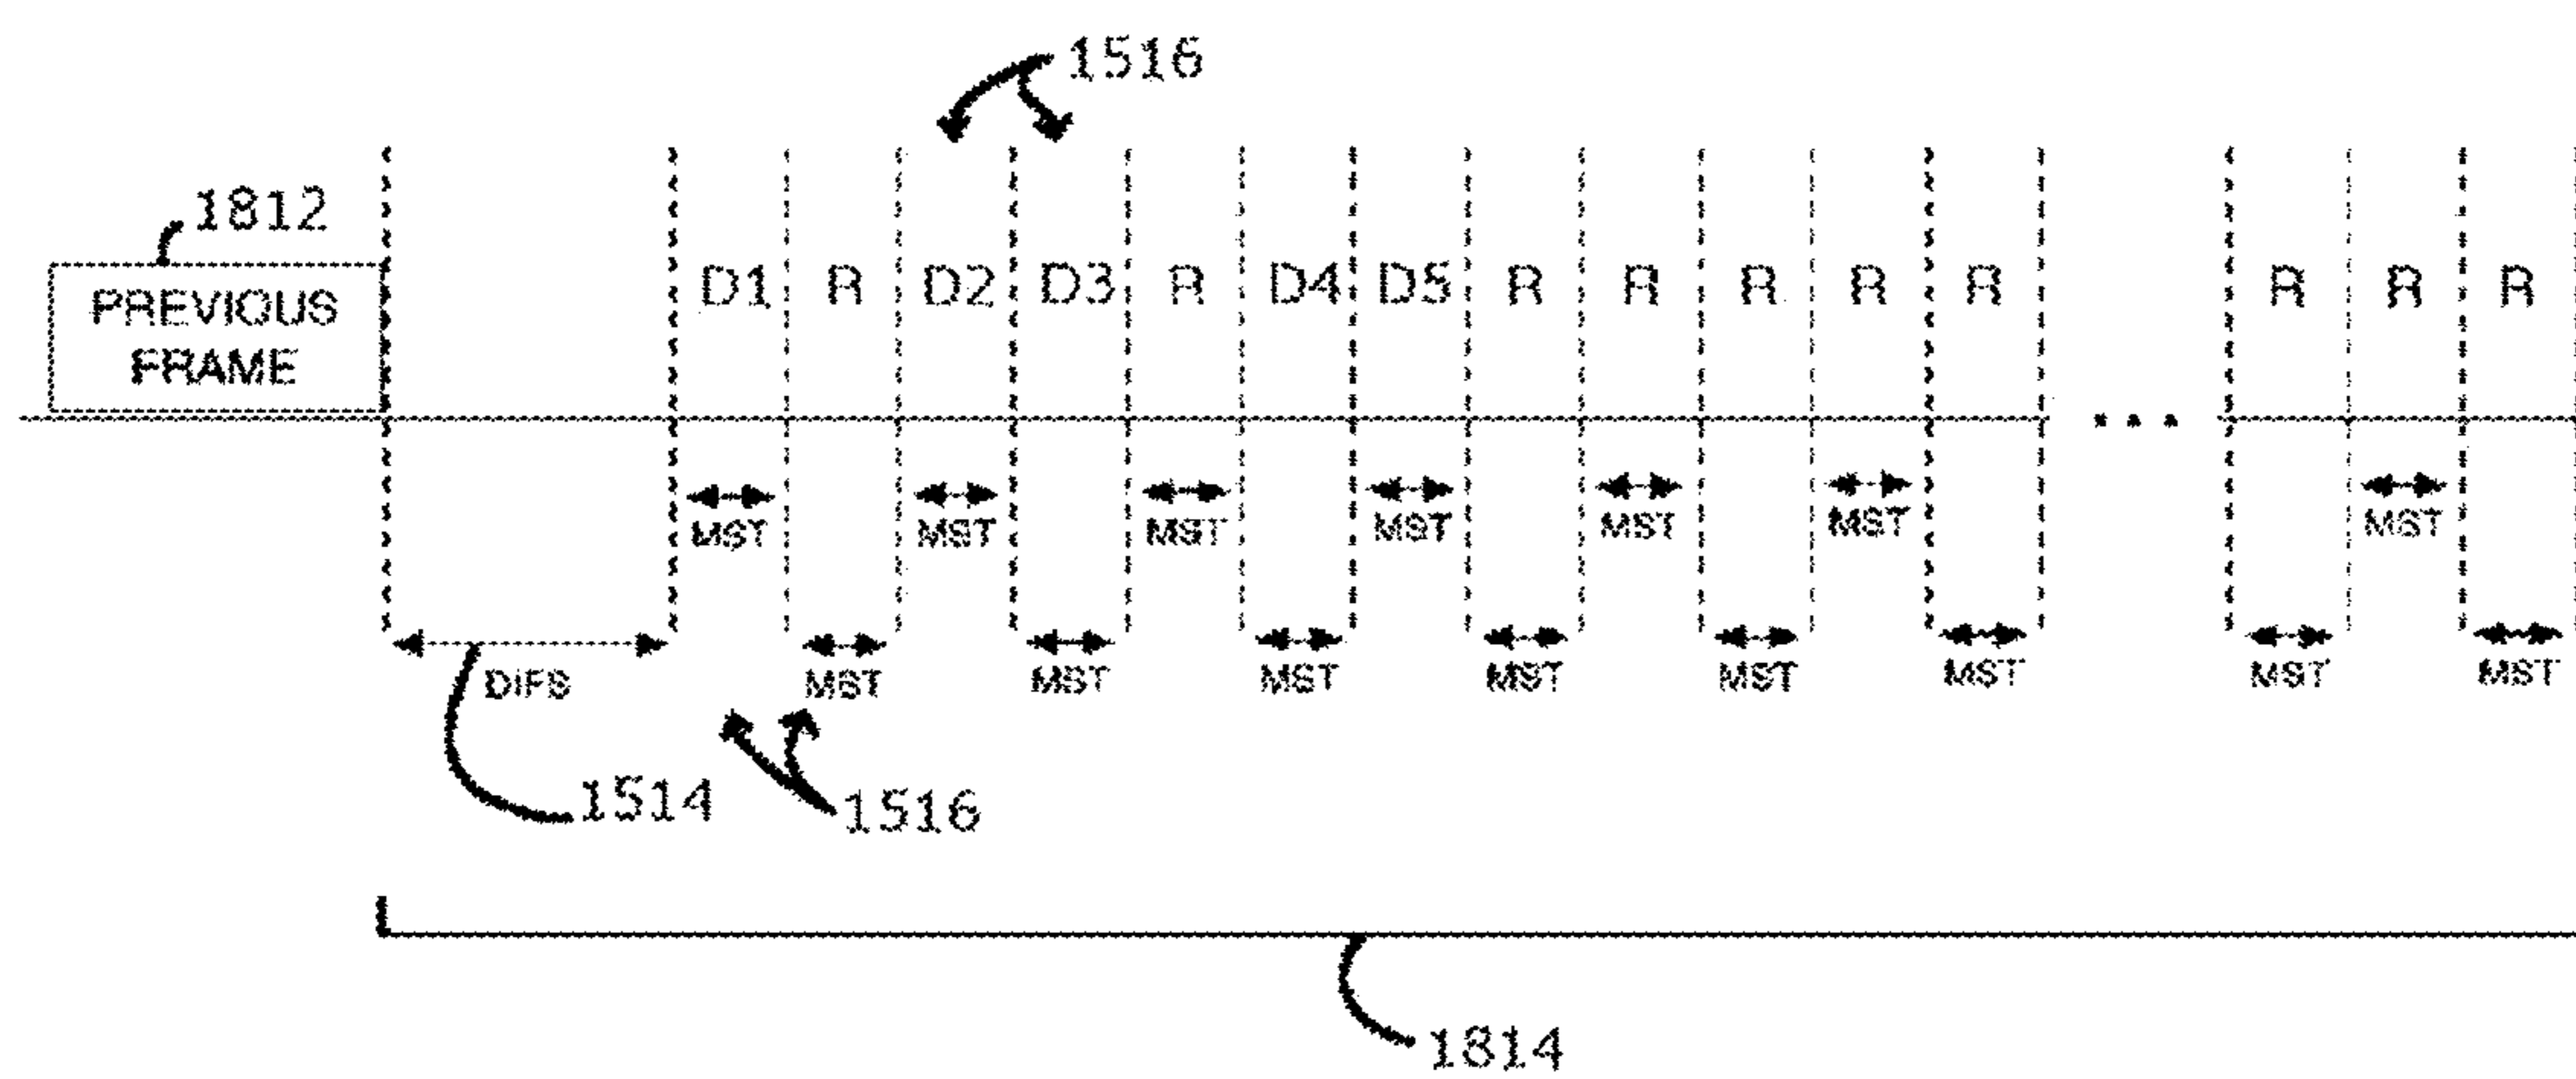 1516
1812
PREVIOUS
FRAME
D1 R D2 D3 R D4 D5 R R R R R ... R R R
MST MST MST MST MST MST MST
DIFS MST MST MST MST MST MST MST MST
1514
1516
1814